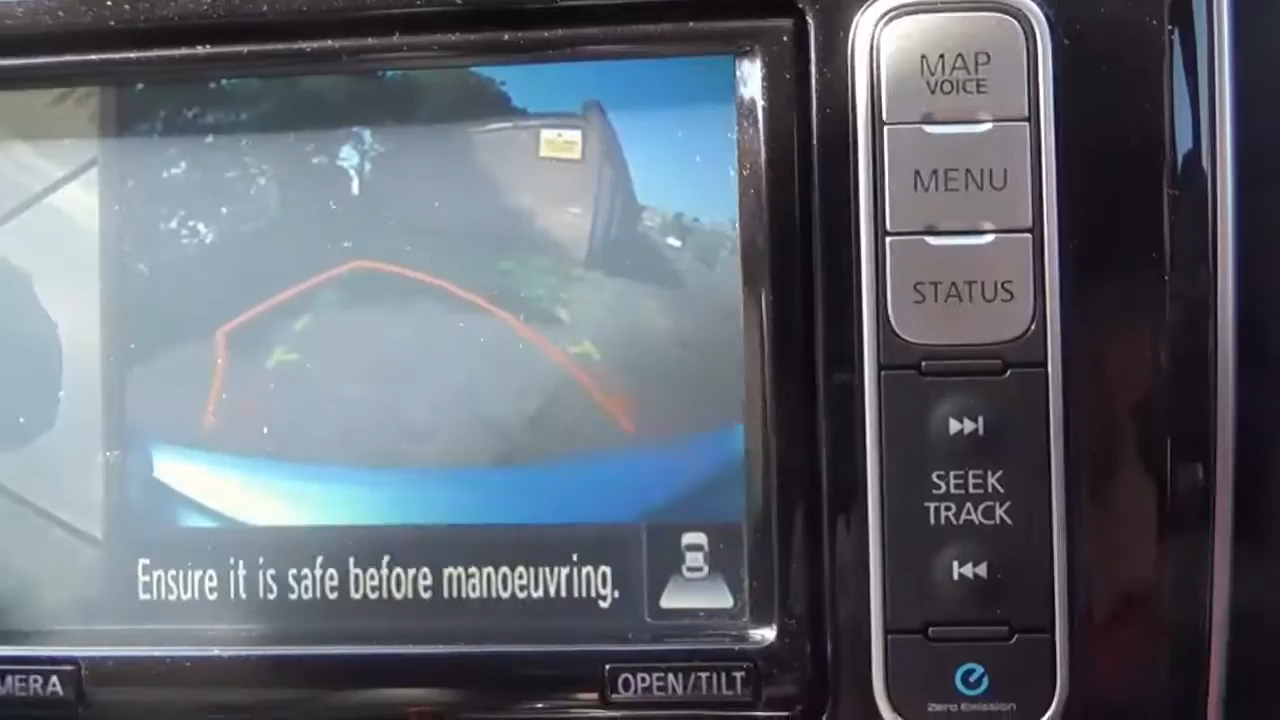 MAP
VOICE
MENU
STATUS
SEEK
TRACK
Ensure it is safe before manoeuvring.
MERA
OPEN/TILT
Zero Emission